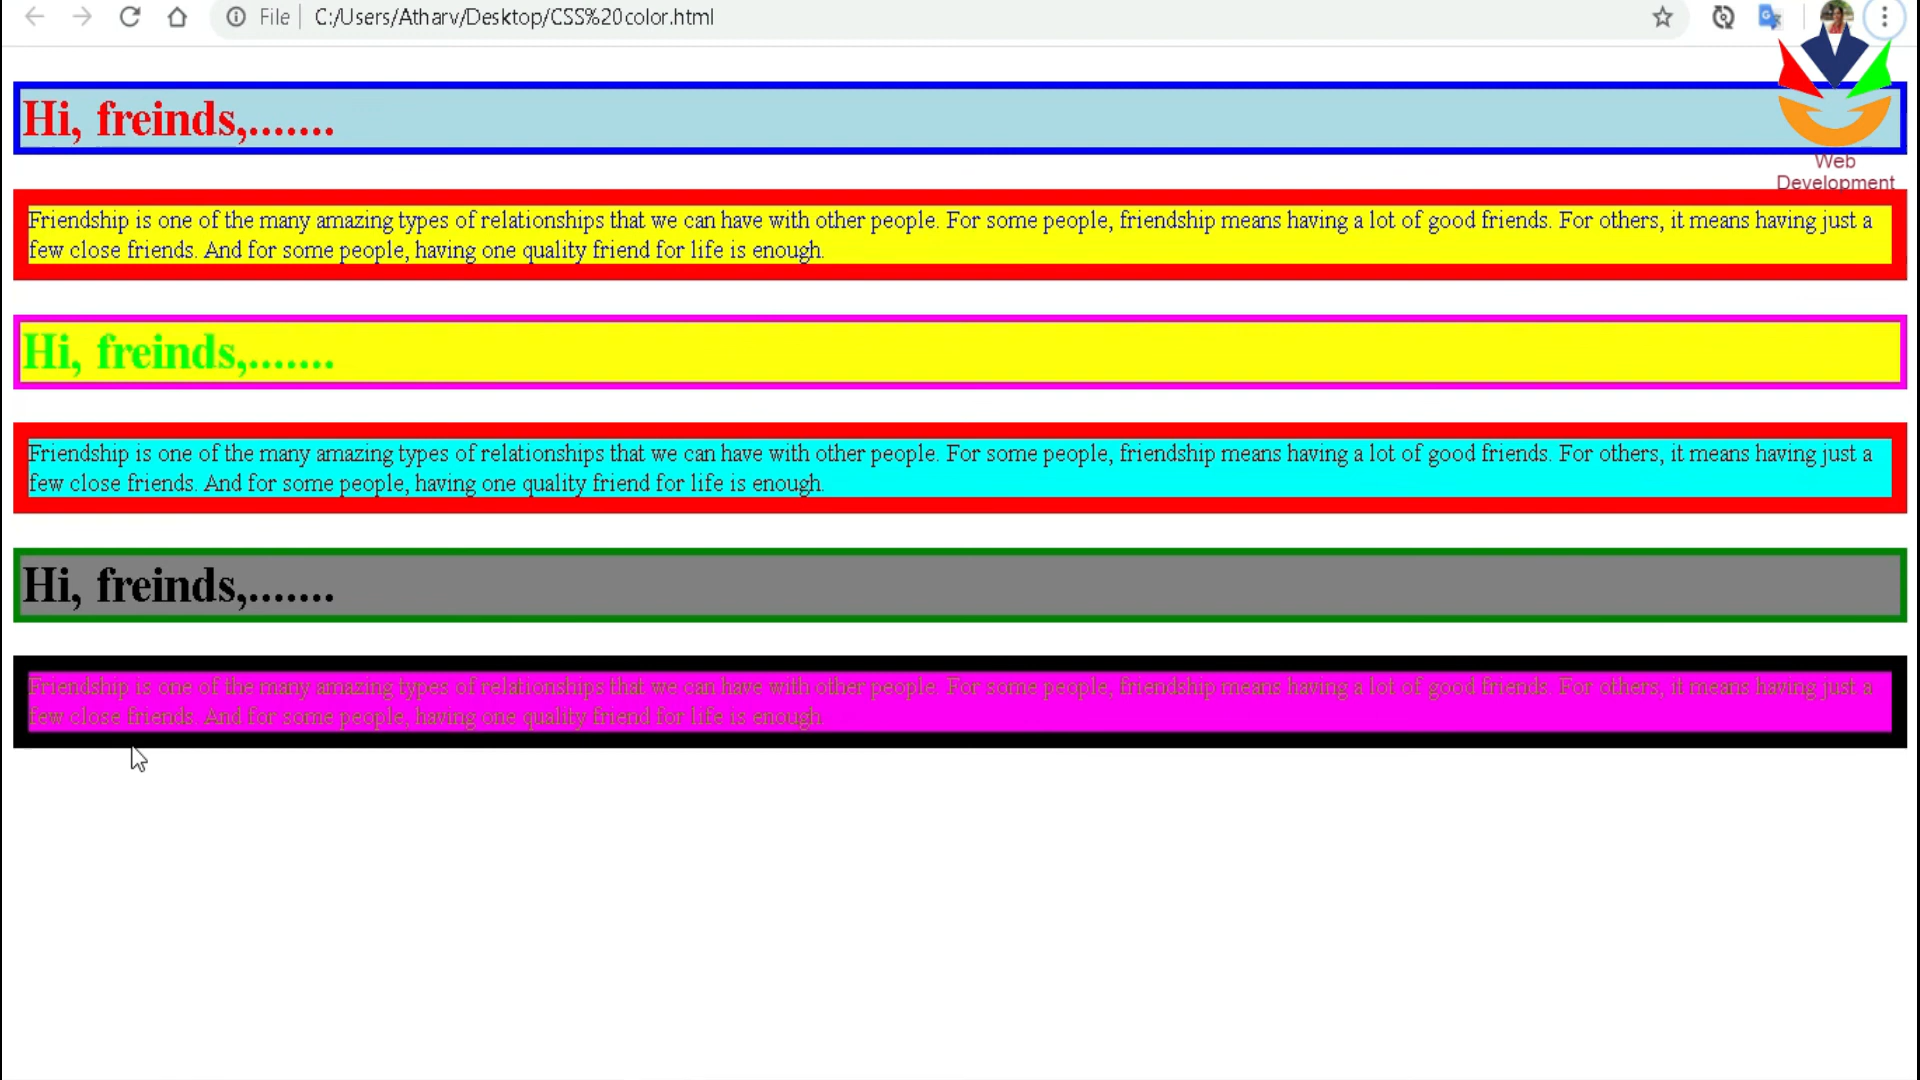 File
C:/Users/Atharv/Desktop/CSS%20color.html
Hi, freinds,.......
Web
Development
Friendship is one of the many amazing types of relationships that we can have with other people. For some people, friendship means having a lot of good friends. For others, it means having just a
few close friends. And for some people, having one quality friend for life is enough.
Hi, freinds,.......
Friendship is one of the many amazing types of relationships that we can have with other people. For some people, friendship means having a lot of good friends. For others, it means having just a
few close friends. And for some people, having one quality friend for life is enough.
Hi, freinds,.......
Friendship is one of the many amazing types of relationships that we can have with other people. For some people, friendship means having a lot of good friends. For others, it means having just a
few close friends. And for some people, having one quality friend for life is enough.